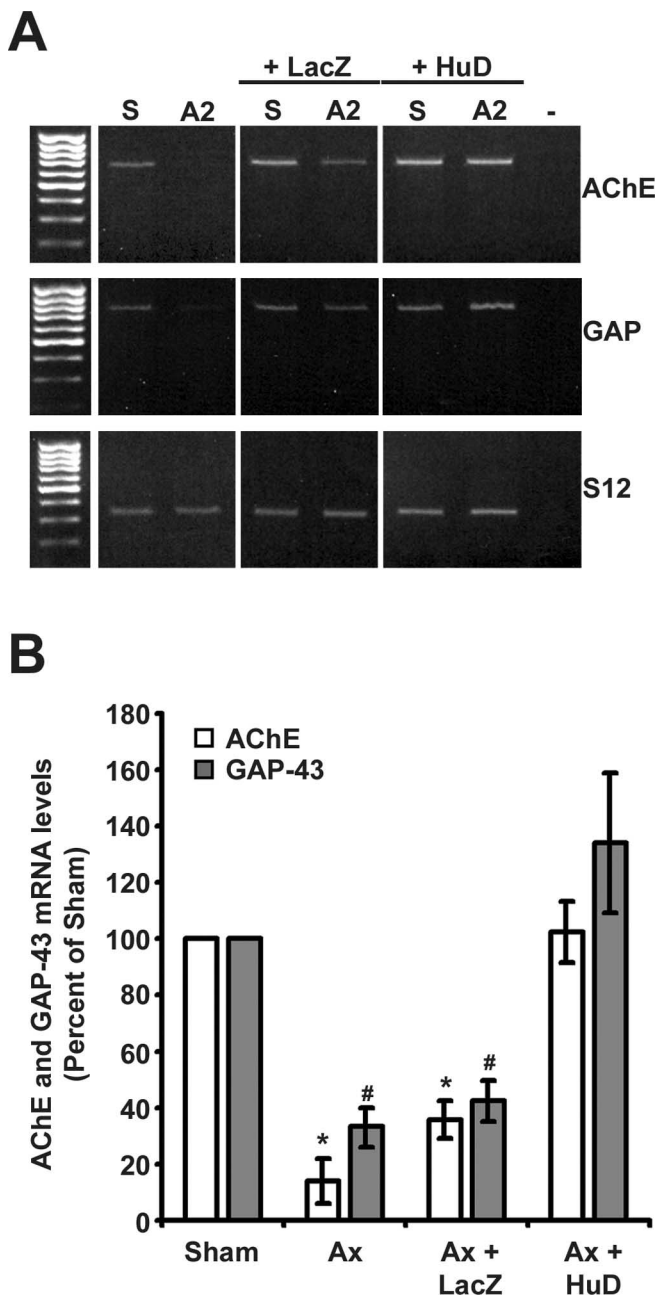 A
+ LacZ + HuD
S A2 S A2 S A2 -
AChE
GAP
S12
B
AChE and GAP-43 mRNA levels
(Percent of Sham)
180
160
140
120
100
80
60
40
20
0
AChE
GAP-43
*
#
*
#
Sham Ax Ax + Ax +
LacZ HuD